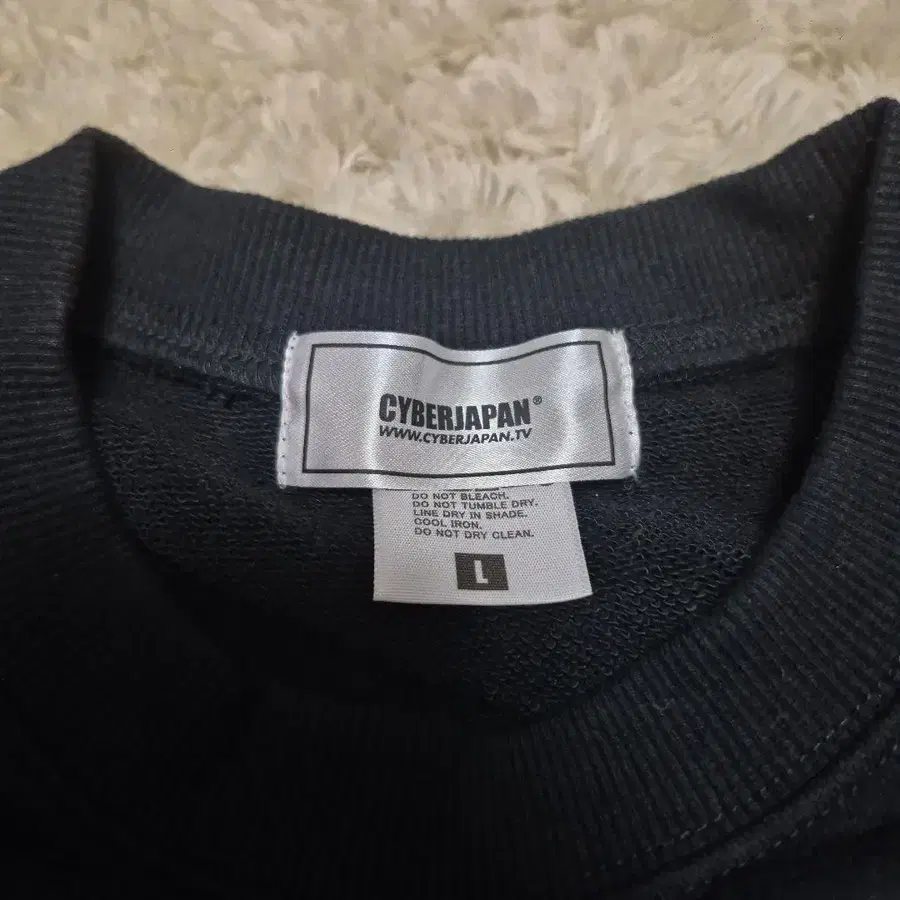 CYBERJAPAN®
WWW.CYBERJAPAN.TV
DO NOT BLEACH.
DO NOT TUMBLE DRY.
LINE DRY IN SHADE.
COOL IRON.
DO NOT DRY CLEAN.
L